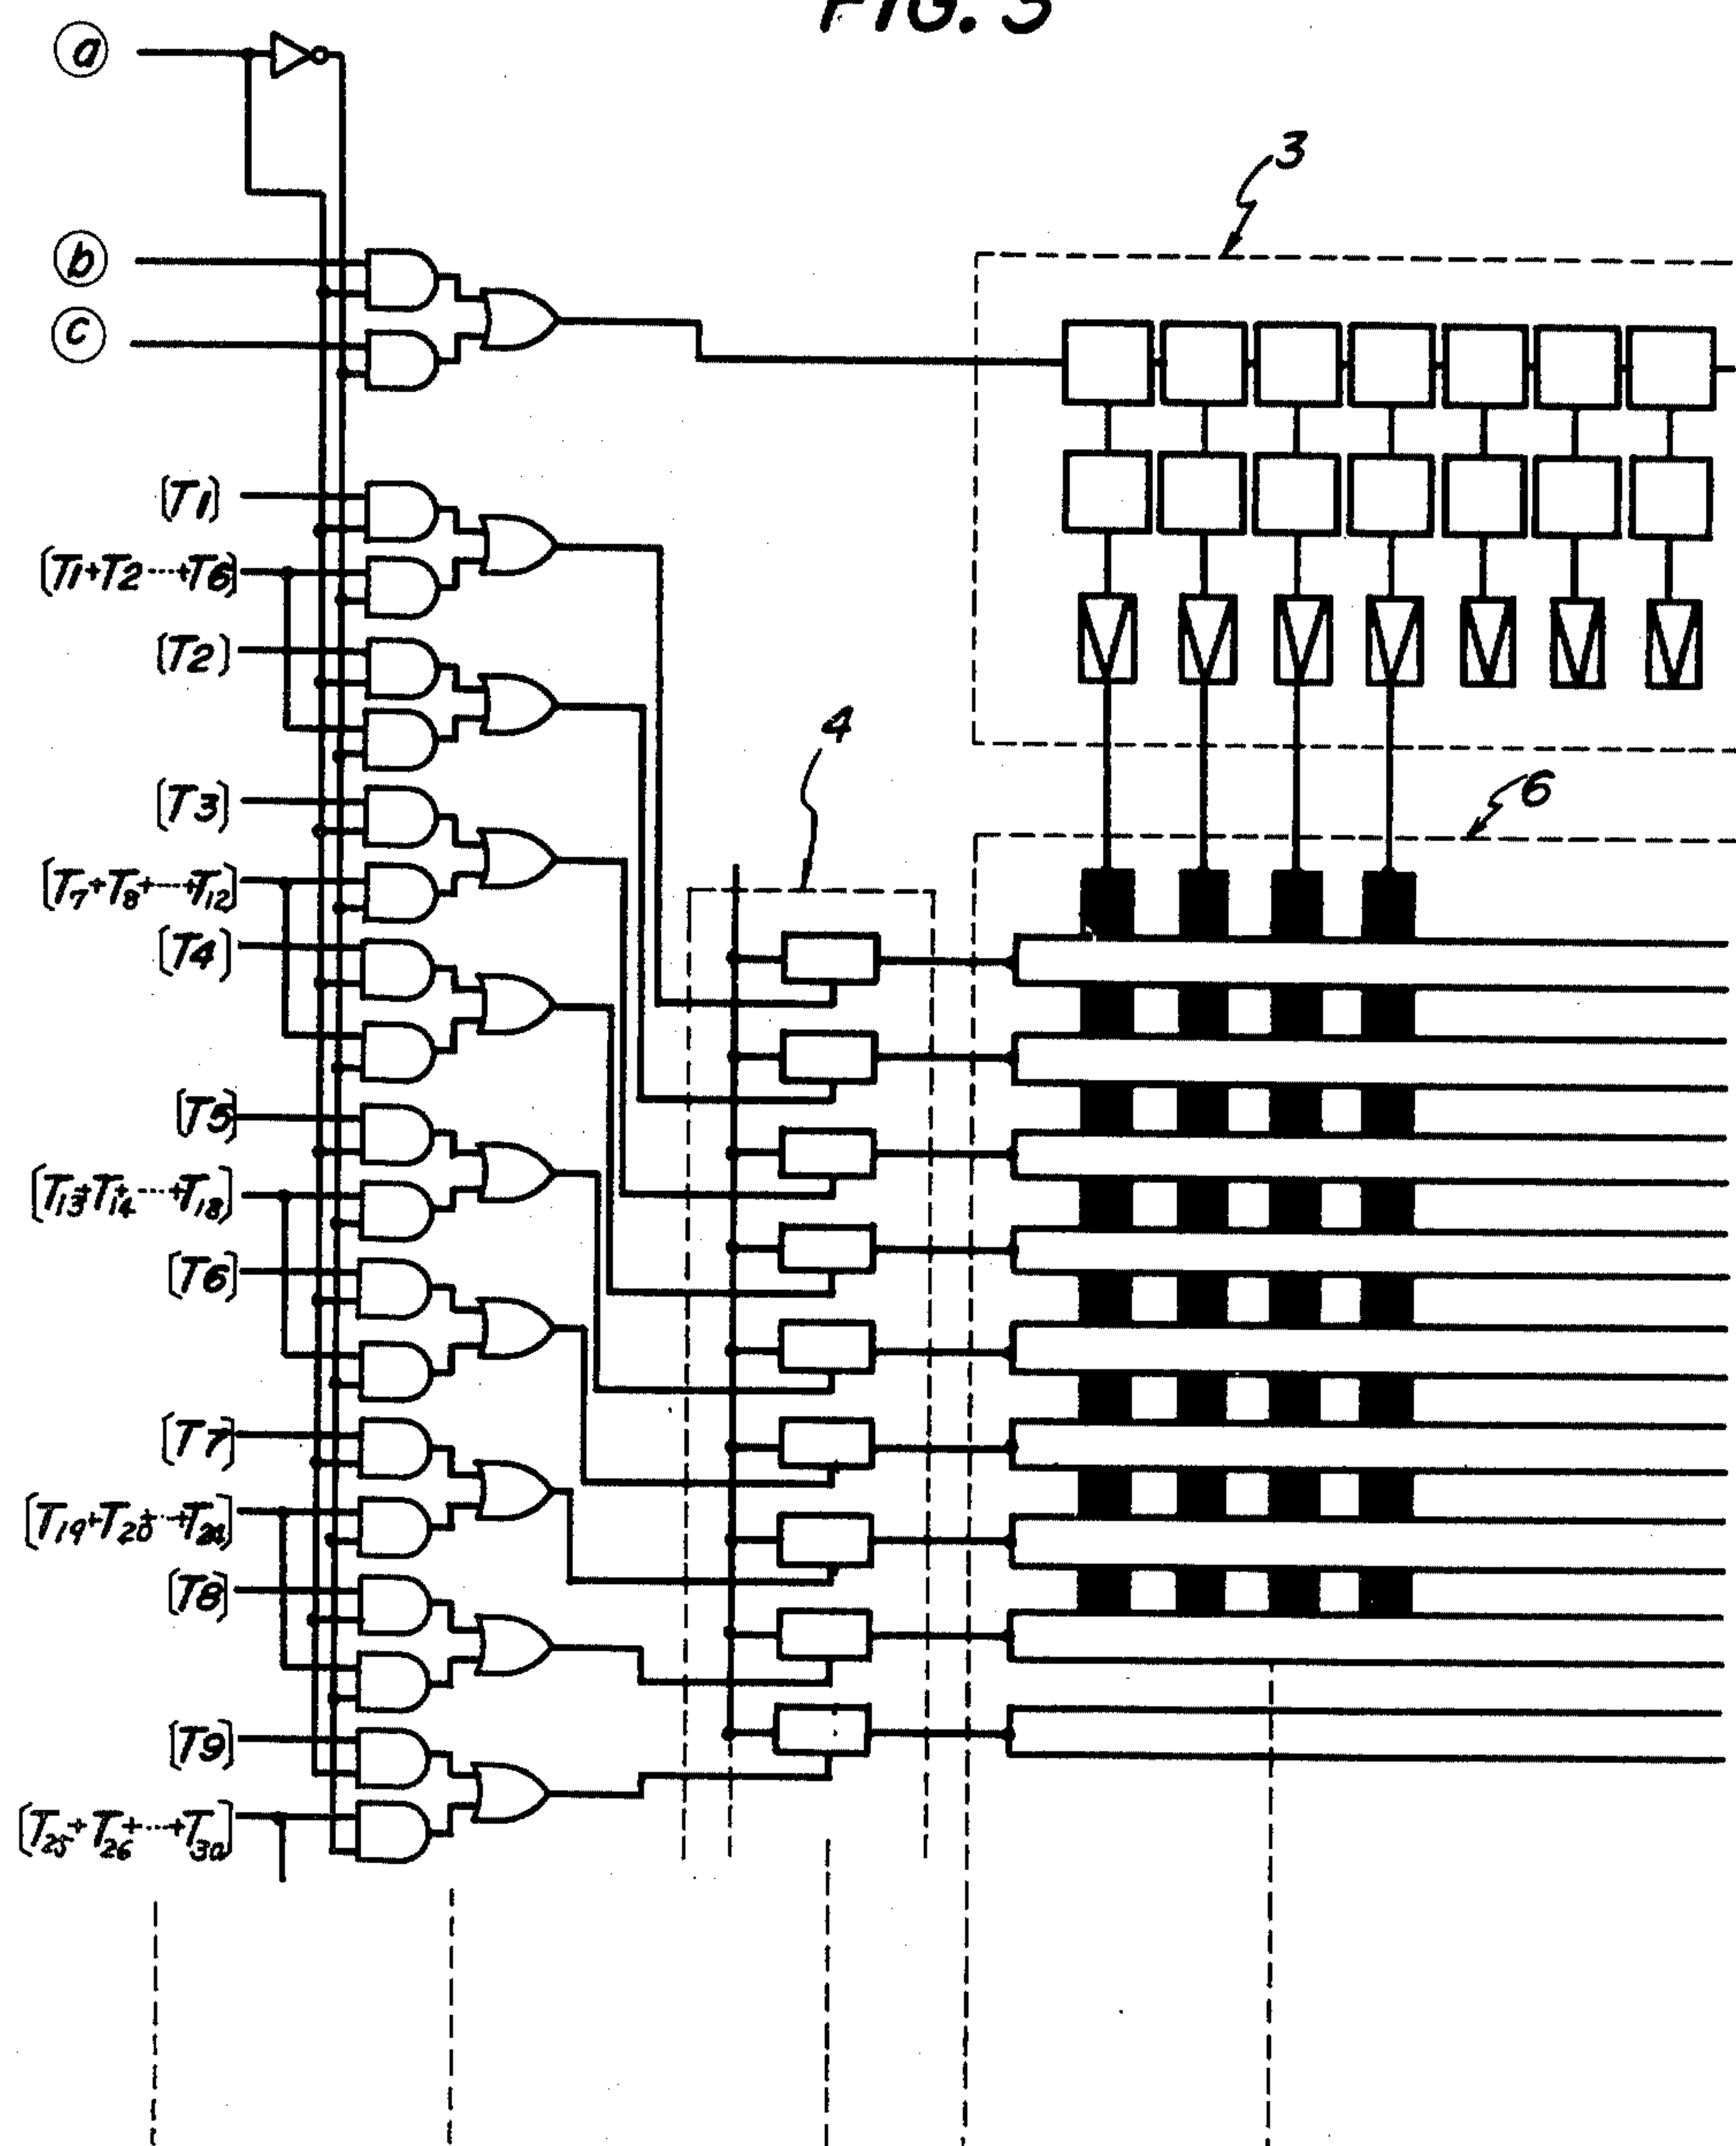 FIG. 3
a
3
b
c
[T1]
[T1+T2····+T6]
[T2]
4
[T3]
6
[T7+T8+····+T12]
[T4]
[T5]
[T13+T14+····+T18]
[T6]
[T7]
[T19+T20+···+T24]
[T8]
[T9]
[T25+T26+····+T30]